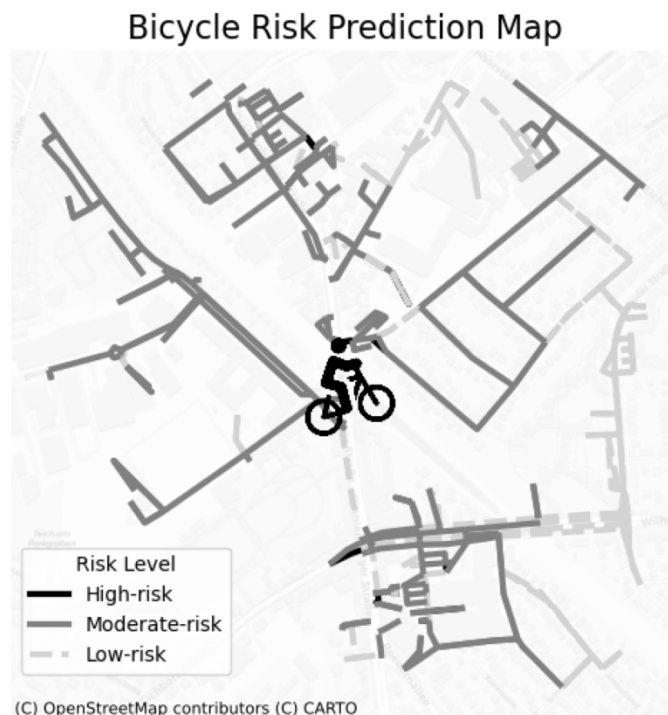 Bicycle Risk Prediction Map
Risk Level
High-risk
Moderate-risk
Low-risk
(C) OpenStreetMap contributors (C) CARTO